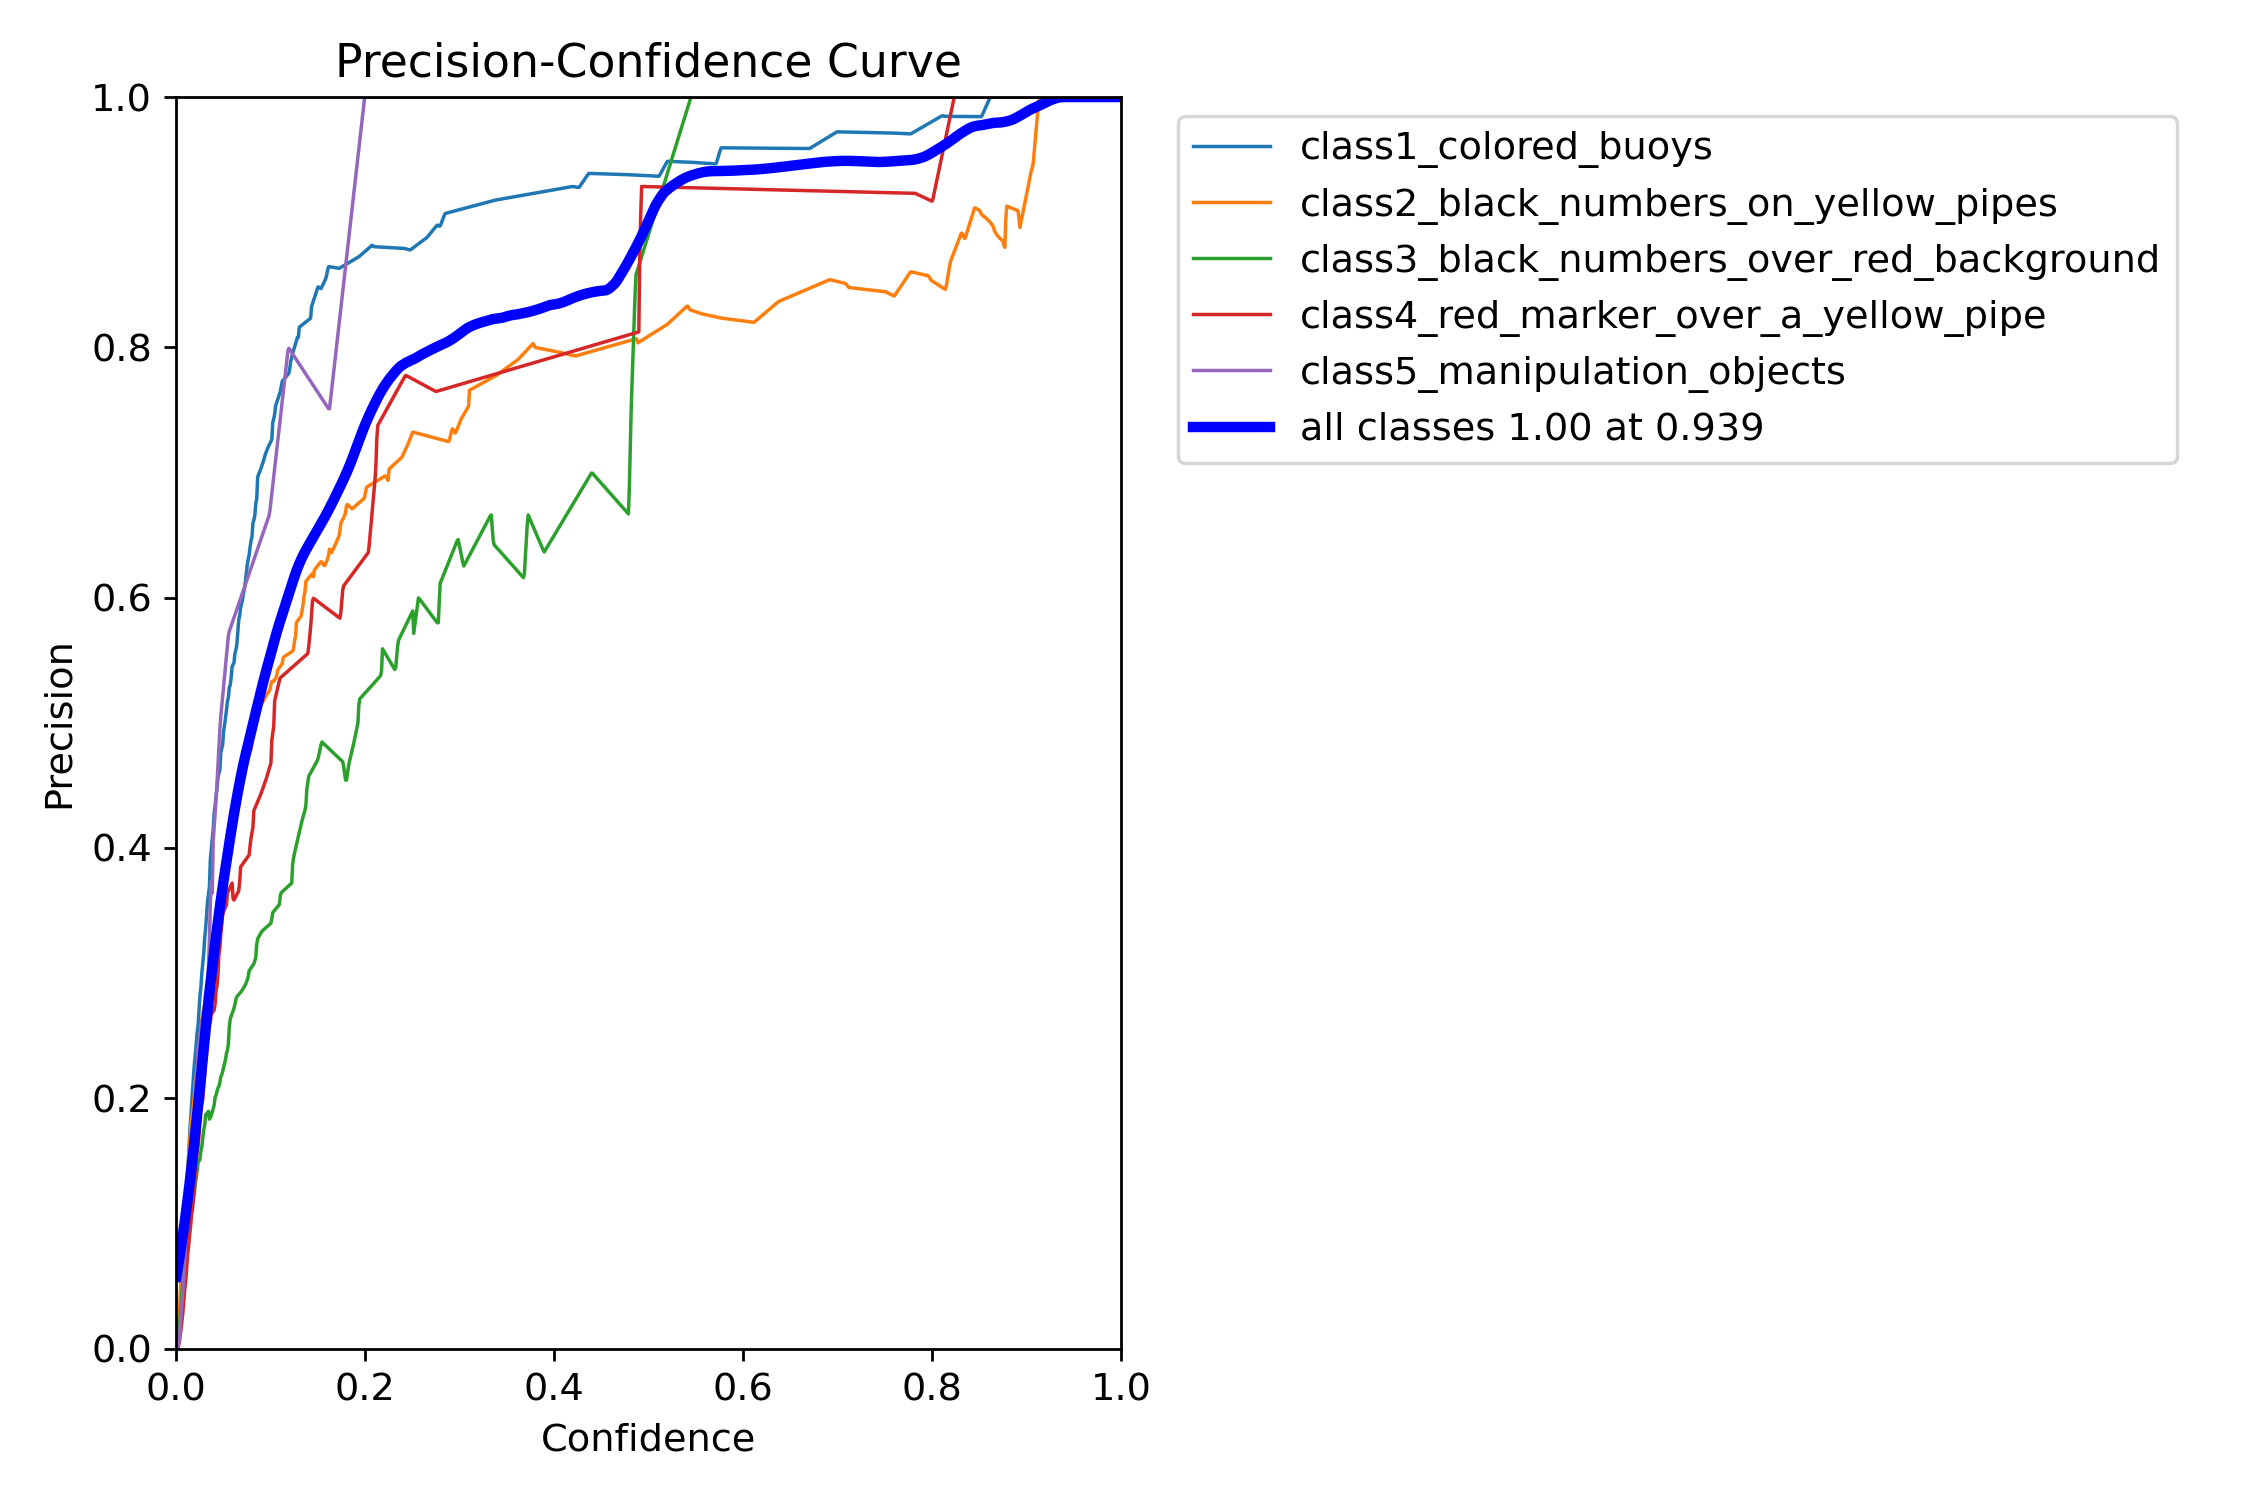 Precision-Confidence Curve
1.0
0.8
0.6
0.4
0.2
0.0
Precision
0.0 0.2 0.4 0.6 0.8 1.0
Confidence
class1_colored_buoys
class2_black_numbers_on_yellow_pipes
class3_black_numbers_over_red_background
class4_red_marker_over_a_yellow_pipe
class5_manipulation_objects
all classes 1.00 at 0.939